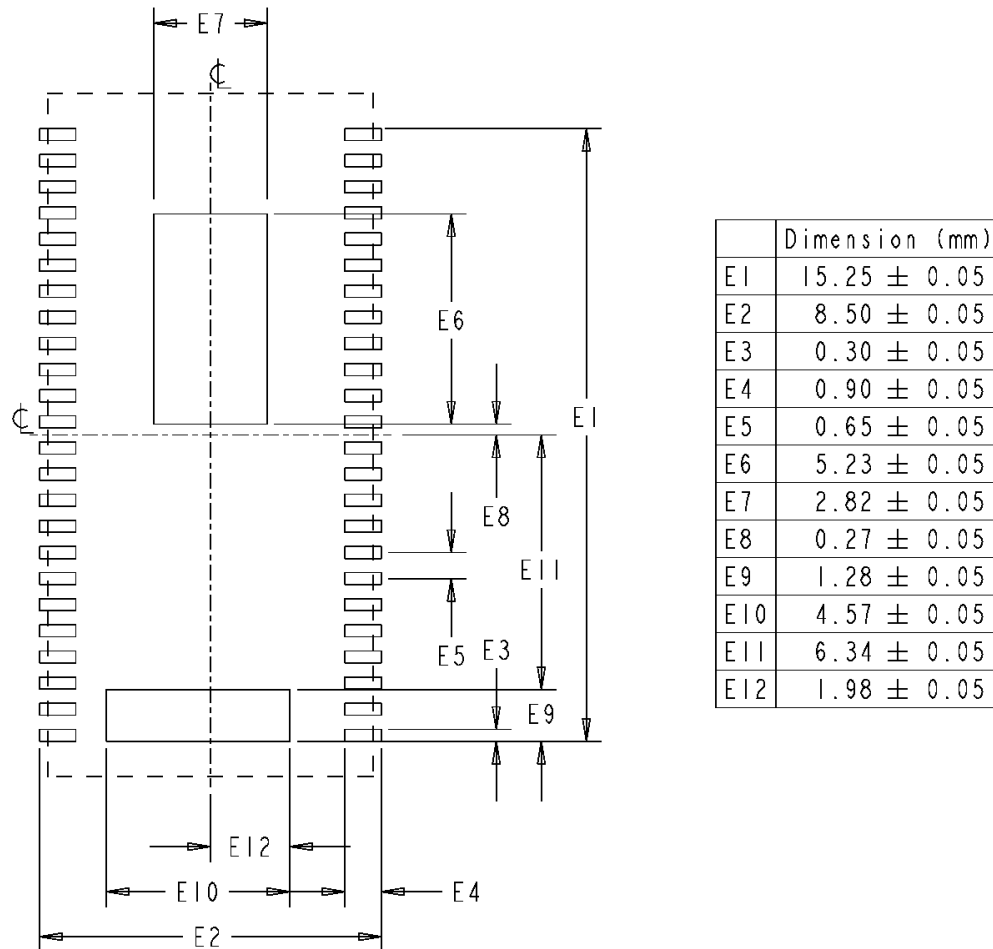 E7
℄
E6
℄
E1
E8
E11
E5 E3
E9
E12
E10
E4
E2
Dimension (mm)
E1 15.25 ± 0.05
E2 8.50 ± 0.05
E3 0.30 ± 0.05
E4 0.90 ± 0.05
E5 0.65 ± 0.05
E6 5.23 ± 0.05
E7 2.82 ± 0.05
E8 0.27 ± 0.05
E9 1.28 ± 0.05
E10 4.57 ± 0.05
E11 6.34 ± 0.05
E12 1.98 ± 0.05